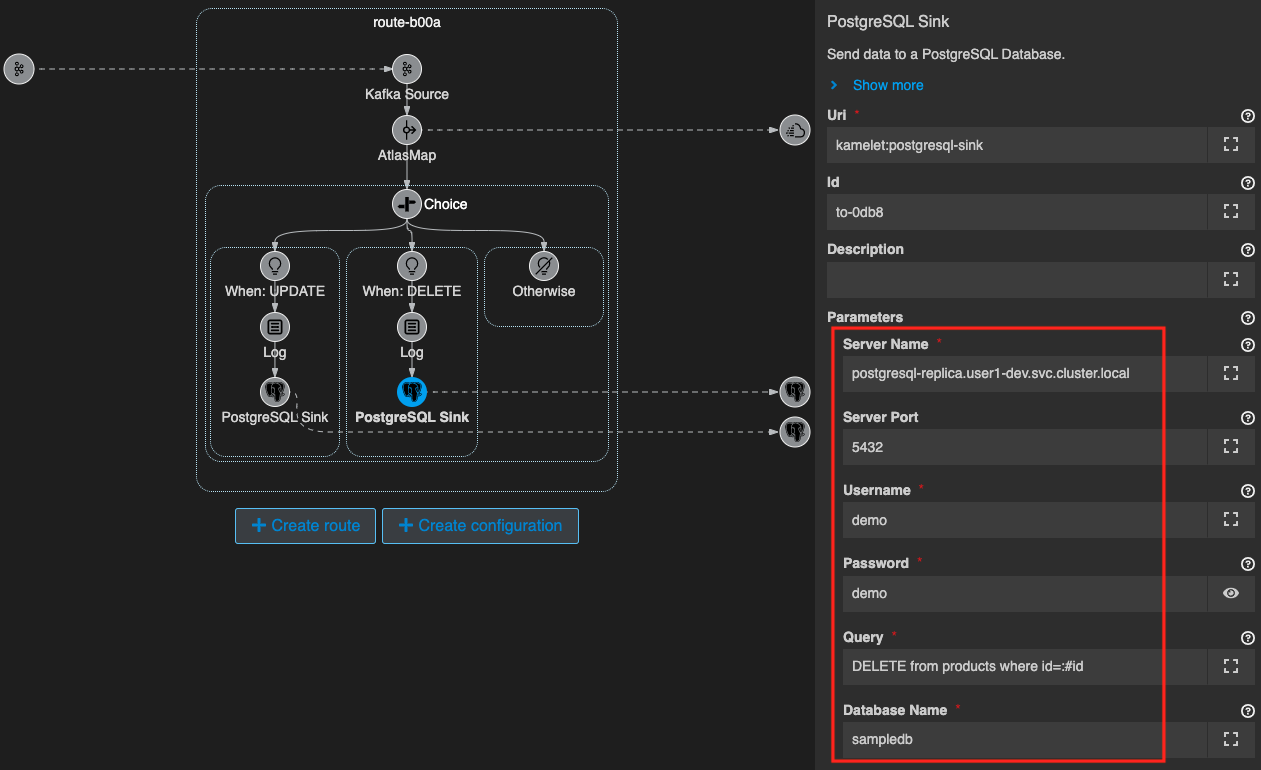 route-b00a
Kafka Source
AtlasMap
Choice
When: UPDATE
When: DELETE
Otherwise
Log
Log
PostgreSQL Sink
PostgreSQL Sink
Create route
Create configuration
PostgreSQL Sink
Send data to a PostgreSQL Database.
Show more
Uri *
kamelet:postgresql-sink
Id
to-0db8
Description
Parameters
Server Name *
postgresql-replica.user1-dev.svc.cluster.local
Server Port
5432
Username *
demo
Password *
demo
Query *
DELETE from products where id=:#id
Database Name *
sampledb